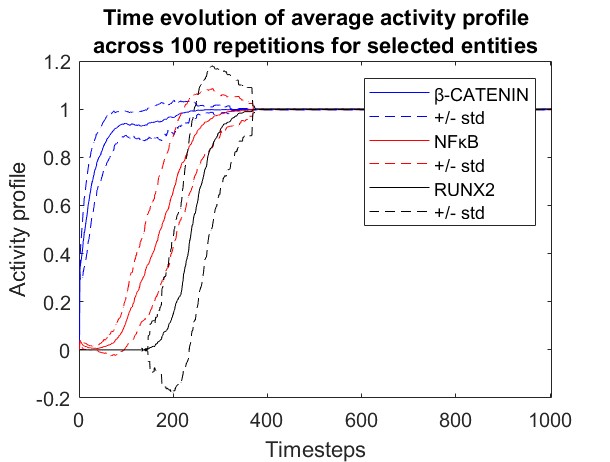 Time evolution of average activity profile
across 100 repetitions for selected entities
β-CATENIN
+/- std
NFκB
+/- std
RUNX2
+/- std
Activity profile
1.2
1
0.8
0.6
0.4
0.2
0
-0.2
0
200
400
600
800
1000
Timesteps